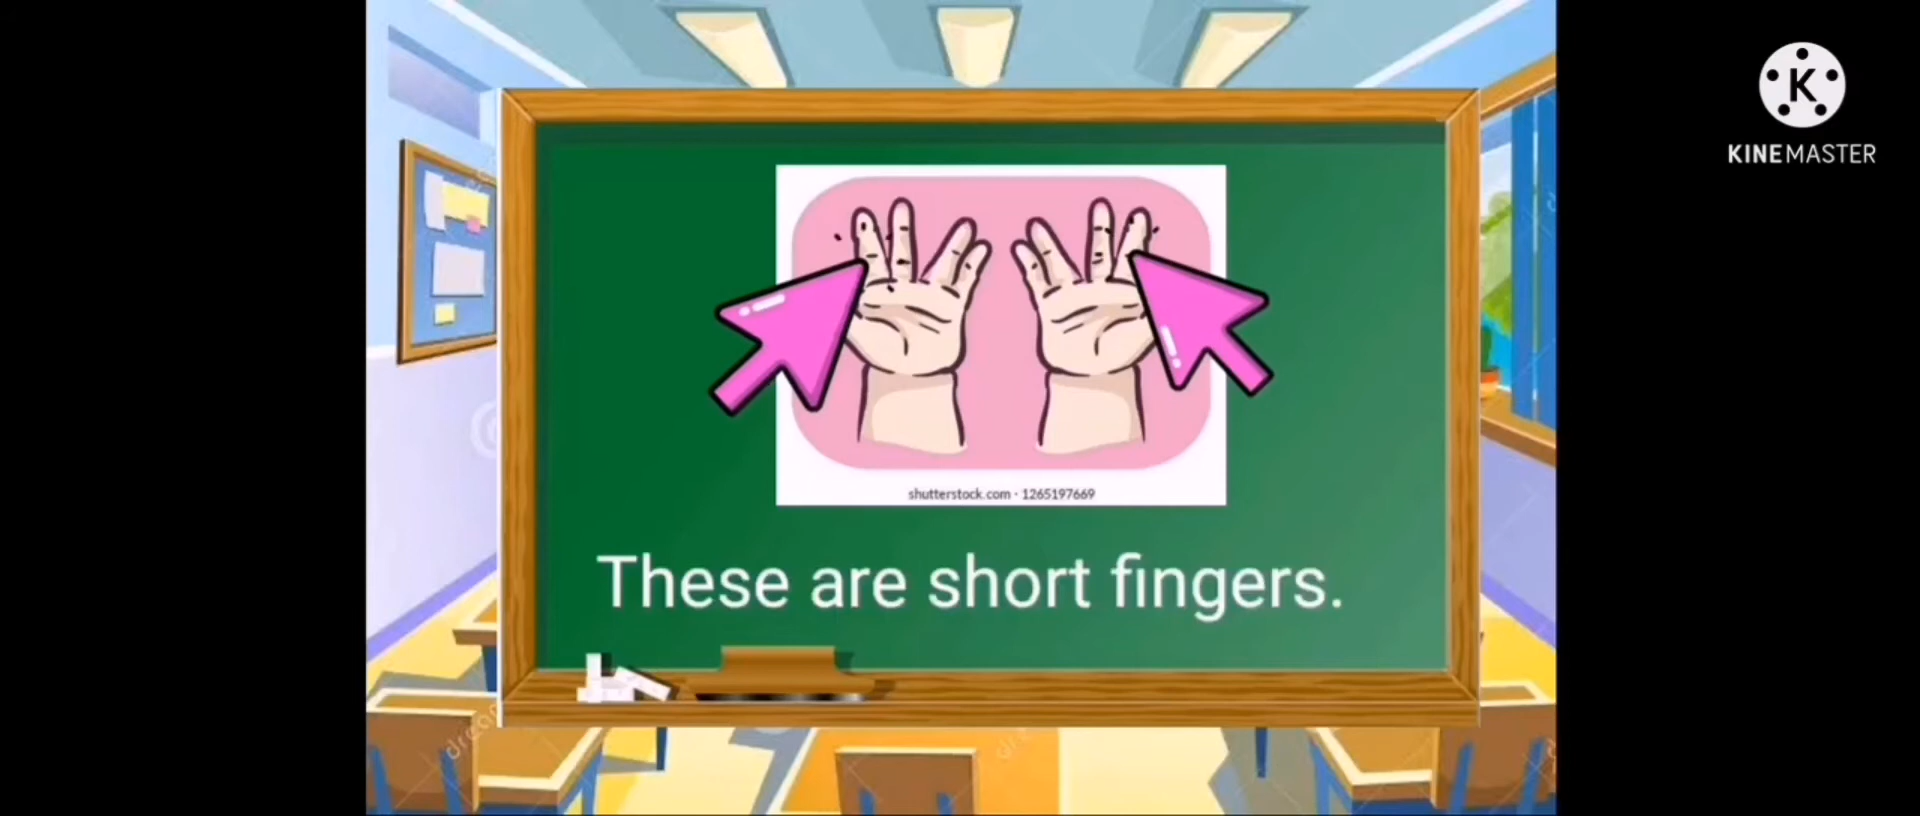 K
KINEMASTER
shutterstock.com · 1265197669
These are short fingers.